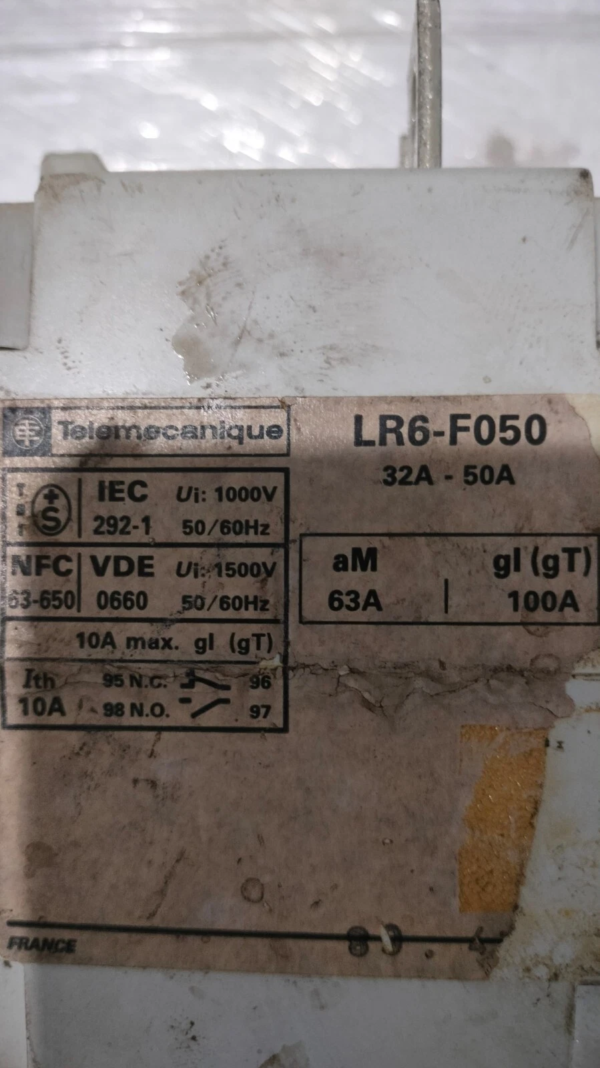 Telemecanique
LR6-F050
32A - 50A
IEC Ui: 1000V
292-1 50/60Hz
NFC VDE Ui: 1500V
63-650 0660 50/60Hz
10A max. gl (gT)
Ith 95 N.C. 96
10A 98 N.O. 97
aM gl (gT)
63A 100A
FRANCE